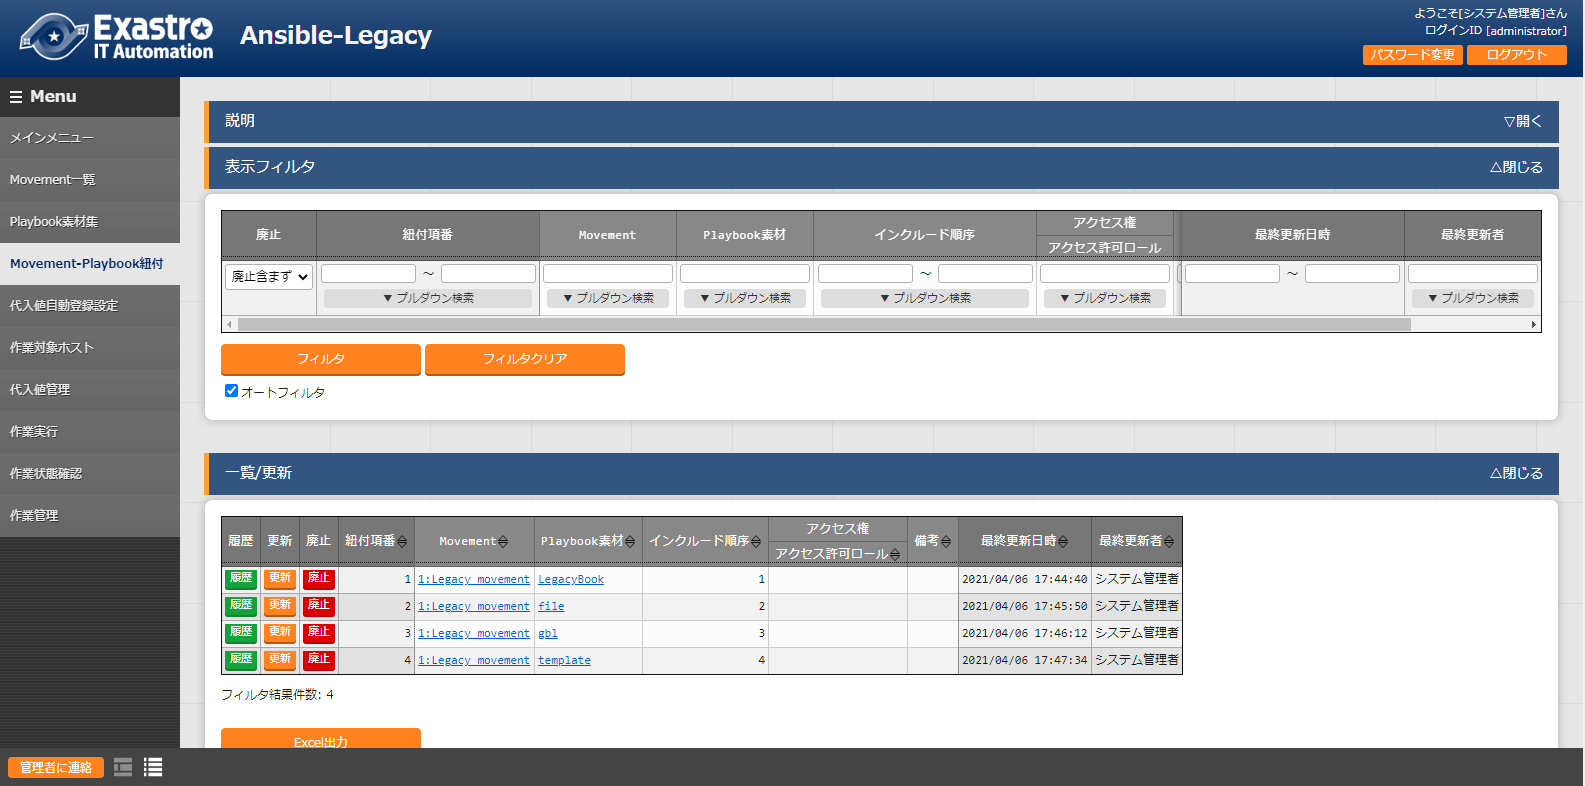 Exastro
IT Automation
Ansible-Legacy
ようこそ[システム管理者]さん
ログインID [administrator]
パスワード変更 ログアウト
Menu
メインメニュー
Movement一覧
Playbook素材集
Movement-Playbook紐付
代入値自動登録設定
作業対象ホスト
代入値管理
作業実行
作業状態確認
作業管理
説明 ▽開く
表示フィルタ △閉じる
廃止 紐付項番 Movement Playbook素材 インクルード順序 アクセス権 最終更新日時 最終更新者
アクセス許可ロール
廃止含まず ～ ～ ～
▼ プルダウン検索 ▼ プルダウン検索 ▼ プルダウン検索 ▼ プルダウン検索 ▼ プルダウン検索 ▼ プルダウン検索
フィルタ フィルタクリア
オートフィルタ
一覧/更新 △閉じる
履歴 更新 廃止 紐付項番 Movement Playbook素材 インクルード順序 アクセス権 備考 最終更新日時 最終更新者
アクセス許可ロール
履歴 更新 廃止 1 1:Legacy movement LegacyBook 1 2021/04/06 17:44:40 システム管理者
履歴 更新 廃止 2 1:Legacy movement file 2 2021/04/06 17:45:50 システム管理者
履歴 更新 廃止 3 1:Legacy movement gbl 3 2021/04/06 17:46:12 システム管理者
履歴 更新 廃止 4 1:Legacy movement template 4 2021/04/06 17:47:34 システム管理者
フィルタ結果件数: 4
Excel出力
管理者に連絡